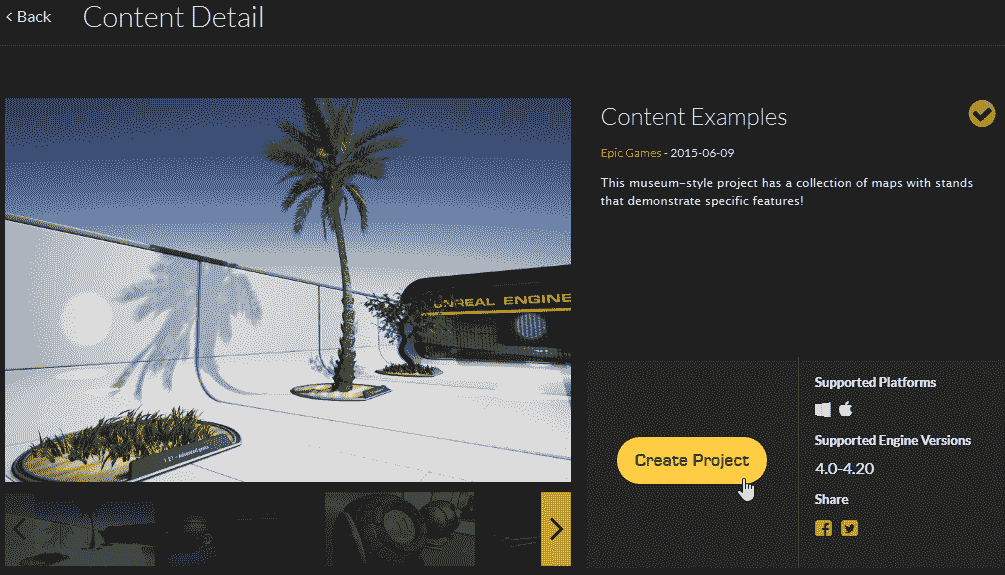 < Back
Content Detail
Content Examples
Epic Games - 2015-06-09
This museum-style project has a collection of maps with stands
that demonstrate specific features!
UNREAL ENGINE
Supported Platforms
Supported Engine Versions
Create Project
4.0-4.20
Share